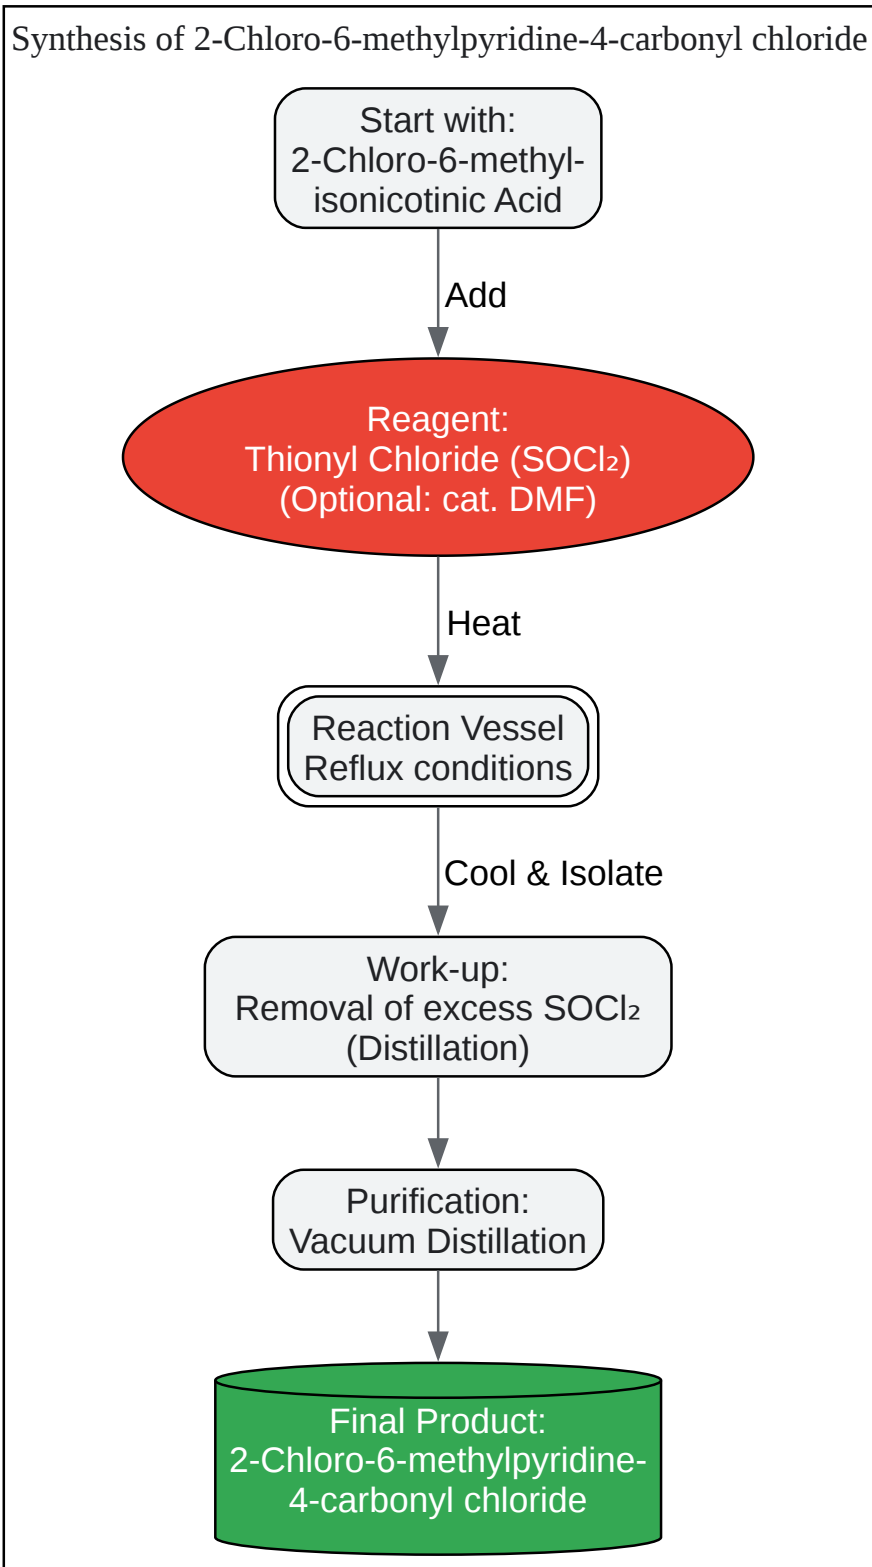 Synthesis of 2-Chloro-6-methylpyridine-4-carbonyl chloride
Start with:
2-Chloro-6-methyl-
isonicotinic Acid
Add
Reagent:
Thionyl Chloride (SOCl₂)
(Optional: cat. DMF)
Heat
Reaction Vessel
Reflux conditions
Cool & Isolate
Work-up:
Removal of excess SOCl₂
(Distillation)
Purification:
Vacuum Distillation
Final Product:
2-Chloro-6-methylpyridine-
4-carbonyl chloride